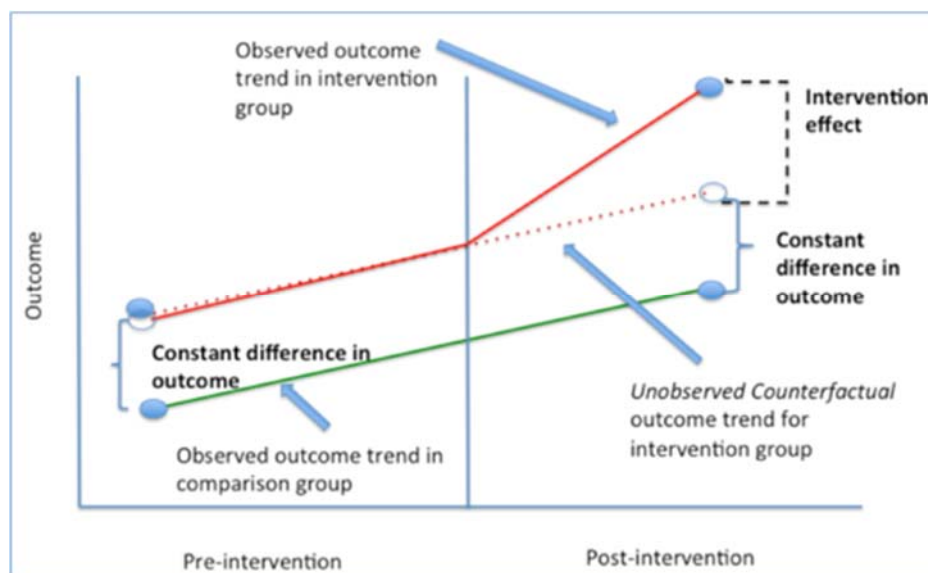 Observed outcome
trend in intervention
group
Intervention
effect
Outcome
Constant
difference in
outcome
Constant difference in
outcome
Unobserved Counterfactual
outcome trend for
intervention group
Observed outcome trend in
comparison group
Pre-intervention
Post-intervention